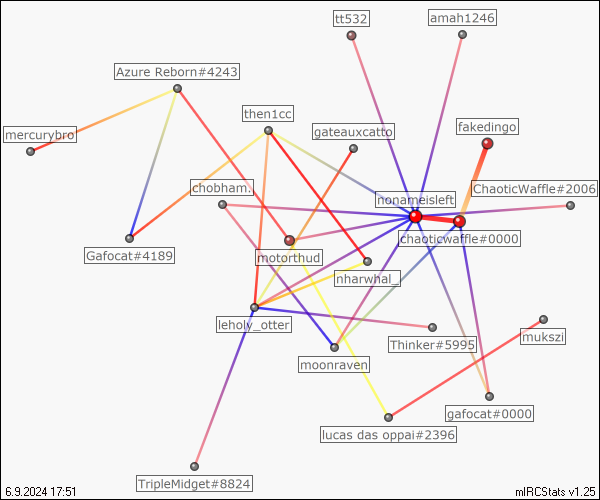 tt532
amah1246
Azure Reborn#4243
then1cc
fakedingo
mercurybro
gateauxcatto
chobham.
nonameisleft
ChaoticWaffle#2006
chaoticwaffle#0000
Gafocat#4189
motorthud
nharwhal_
leholy_otter
Thinker#5995
mukszi
moonraven
gafocat#0000
lucas das oppai#2396
TripleMidget#8824
6.9.2024 17:51
mIRCStats v1.25